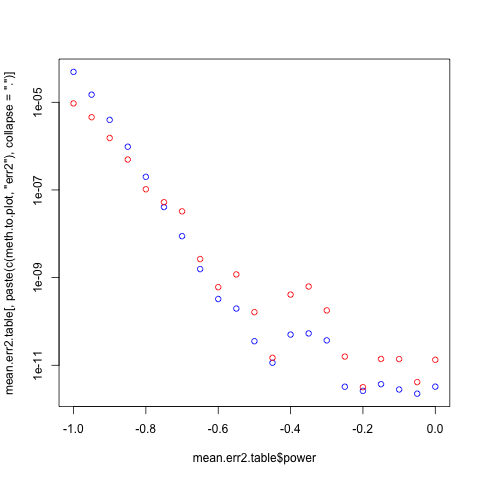 mean.err2.table[, paste(c(meth.to.plot, "err2"), collapse = ".")]
1e-05
1e-07
1e-09
1e-11
-1.0 -0.8 -0.6 -0.4 -0.2 0.0
mean.err2.table$power